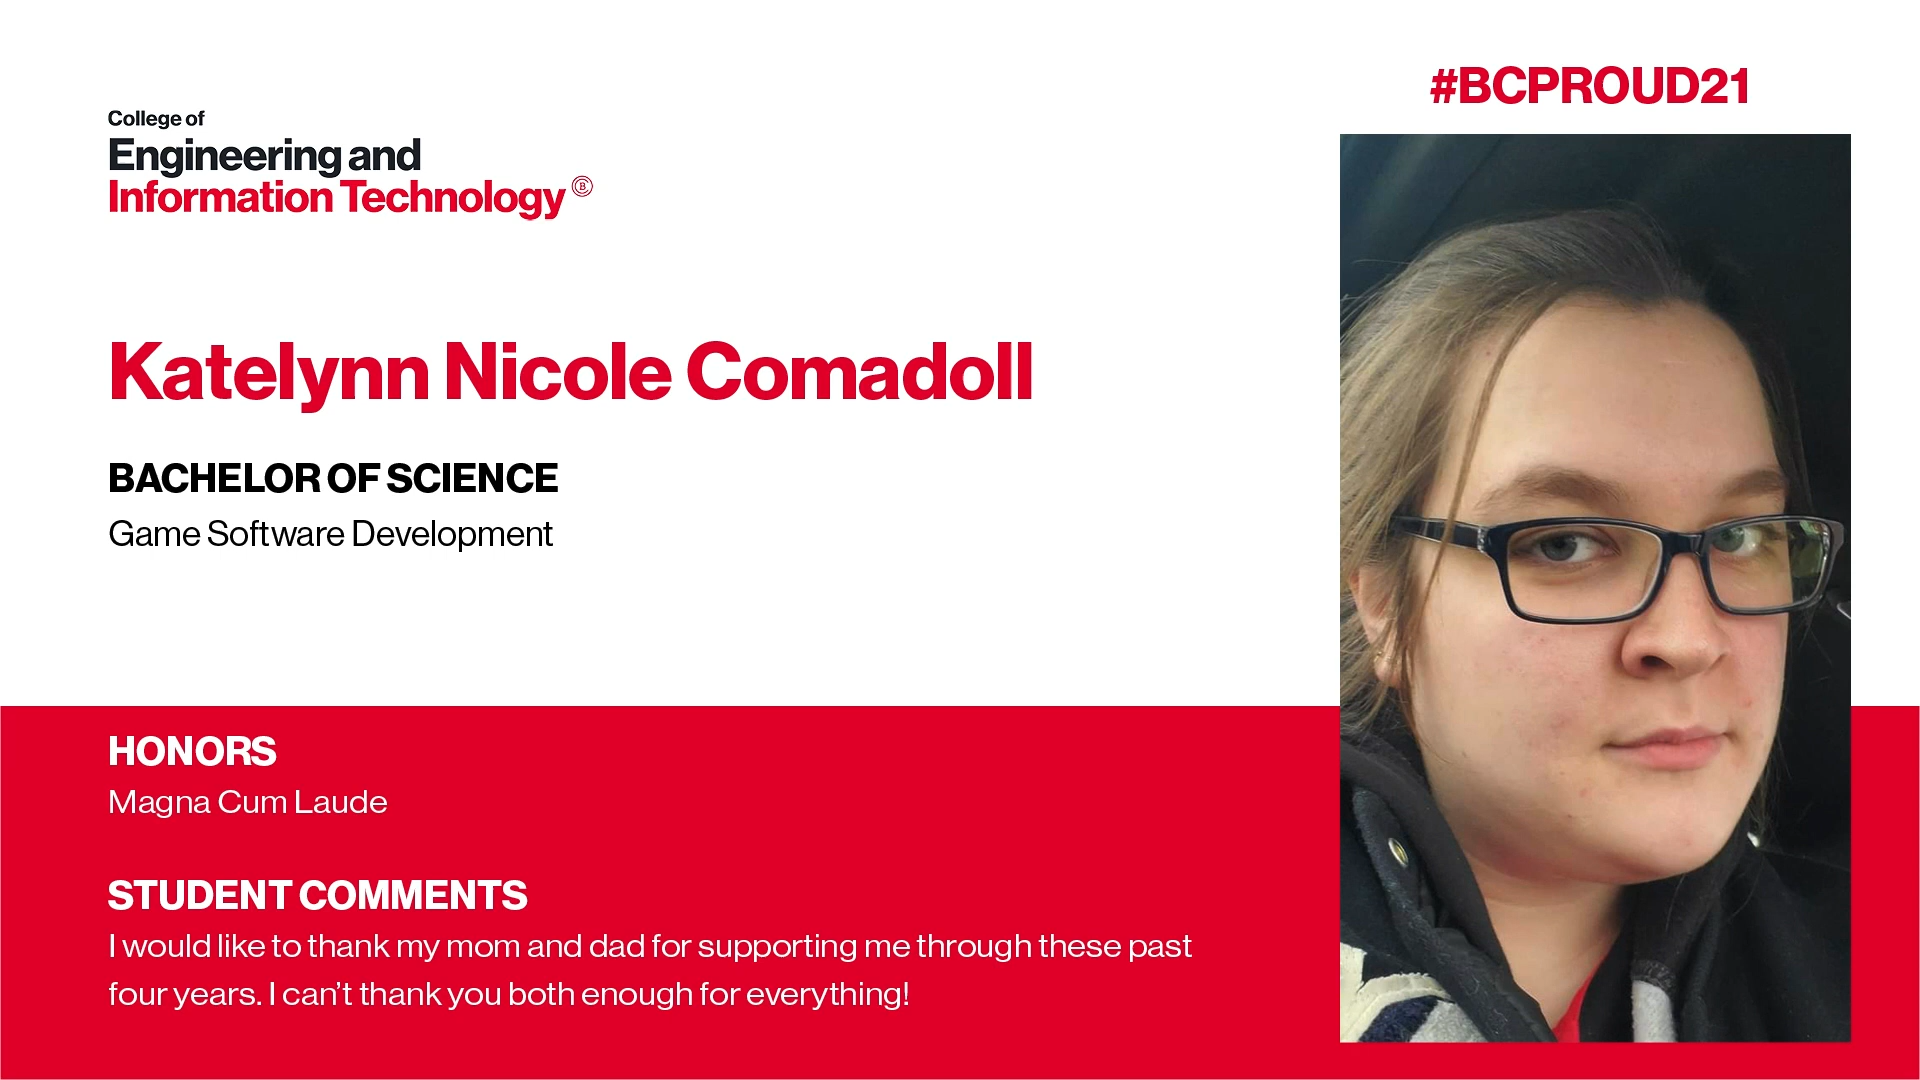 #BCPROUD21
College of
Engineering and
Information Technology Ⓑ
Katelynn Nicole Comadoll
BACHELOR OF SCIENCE
Game Software Development
HONORS
Magna Cum Laude
STUDENT COMMENTS
I would like to thank my mom and dad for supporting me through these past
four years. I can’t thank you both enough for everything!